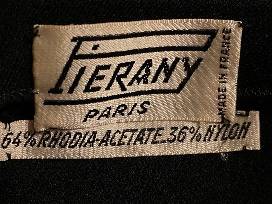 PIERANY
PARIS
MADE IN FRANCE
64% RHODIA-ACETATE 36% NYLON